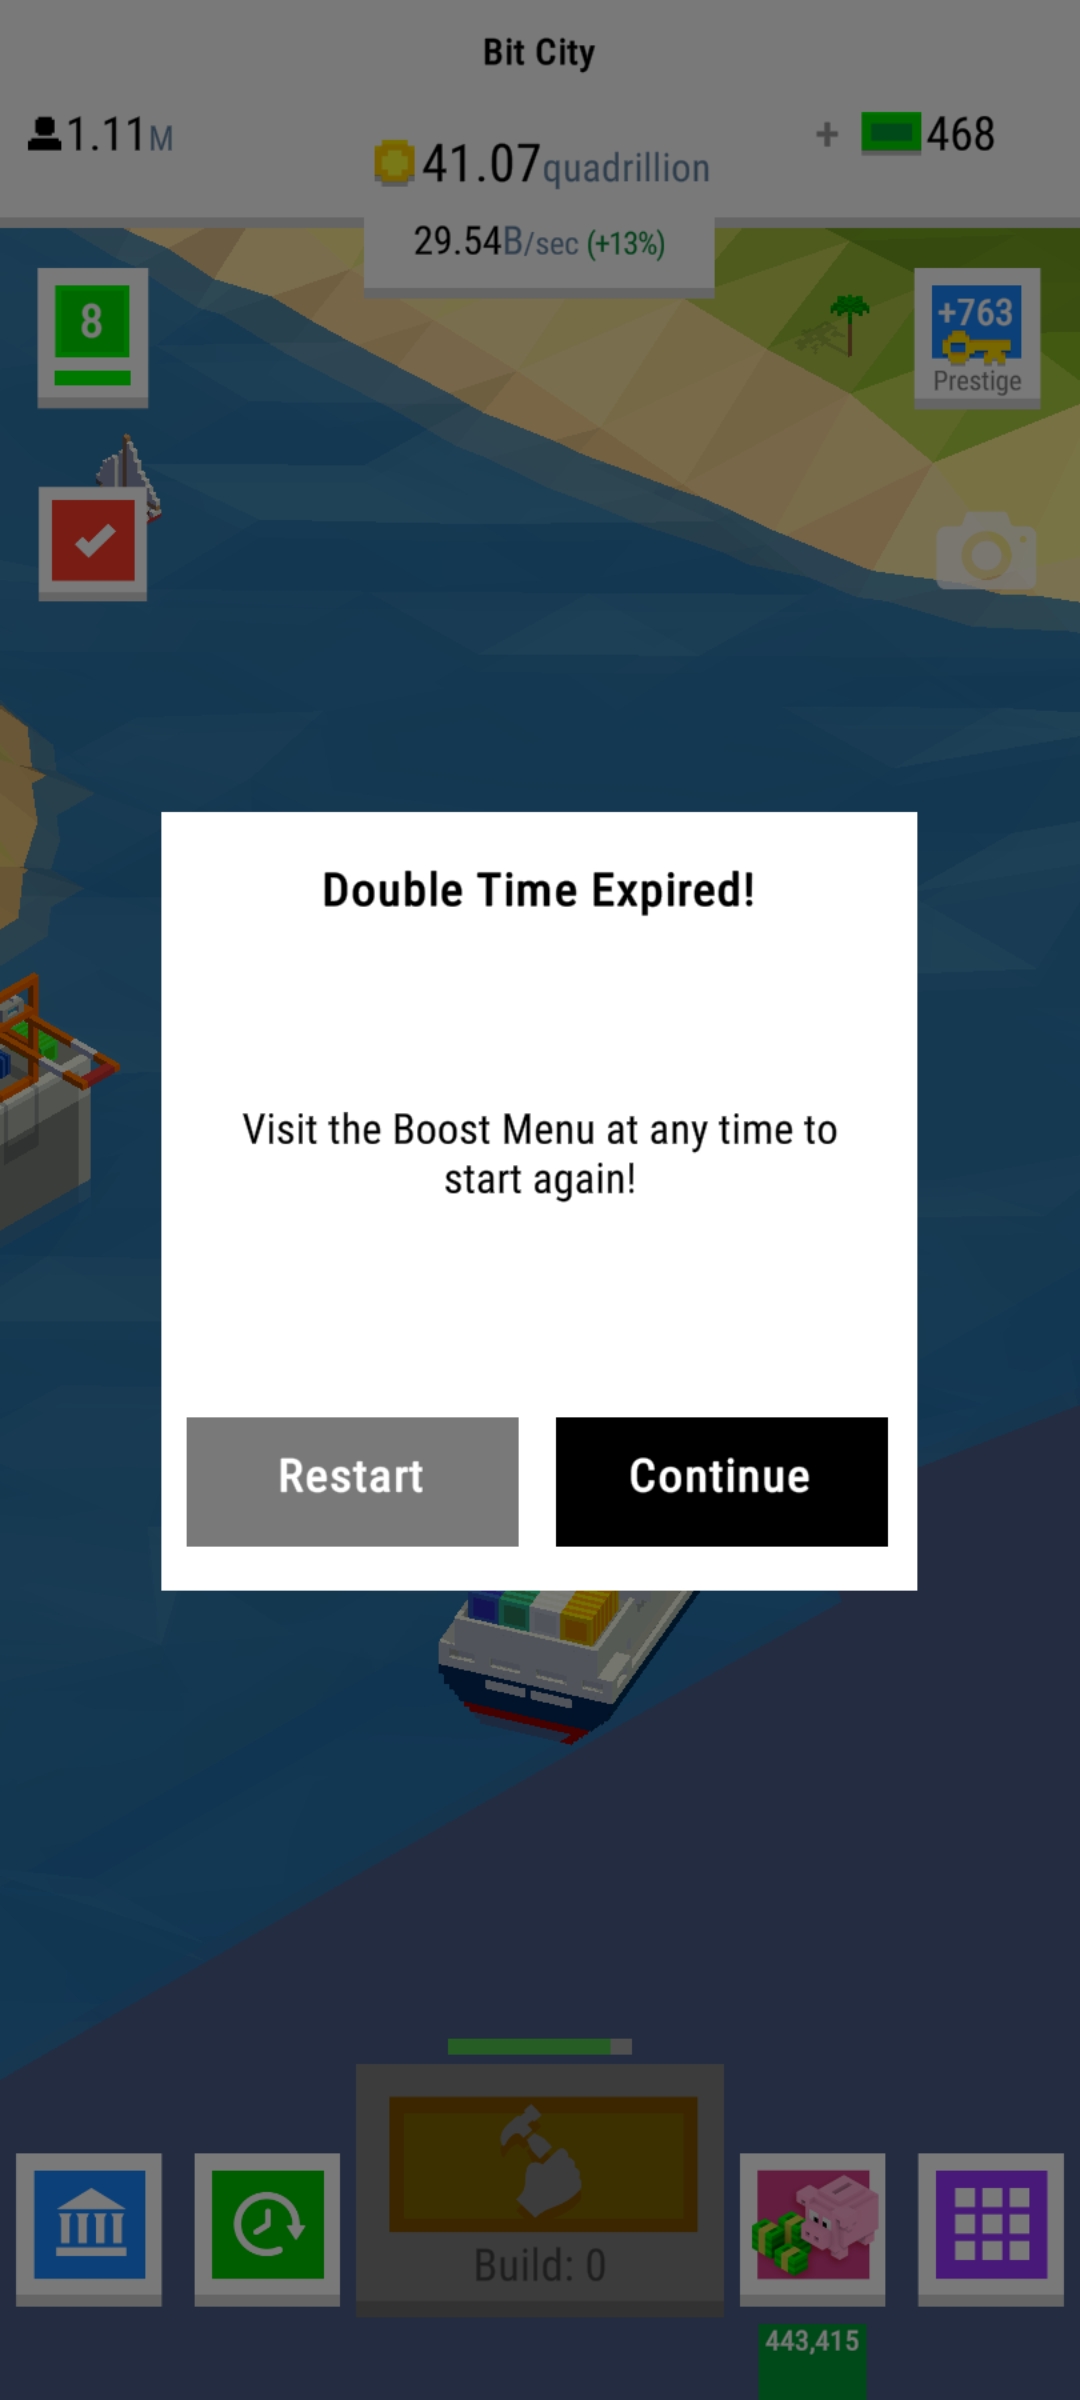 Bit City
1.11M
41.07quadrillion
+ 468
29.54B/sec (+13%)
8
+763
Prestige
Double Time Expired!
Visit the Boost Menu at any time to
start again!
Restart
Continue
Build: 0
443,415